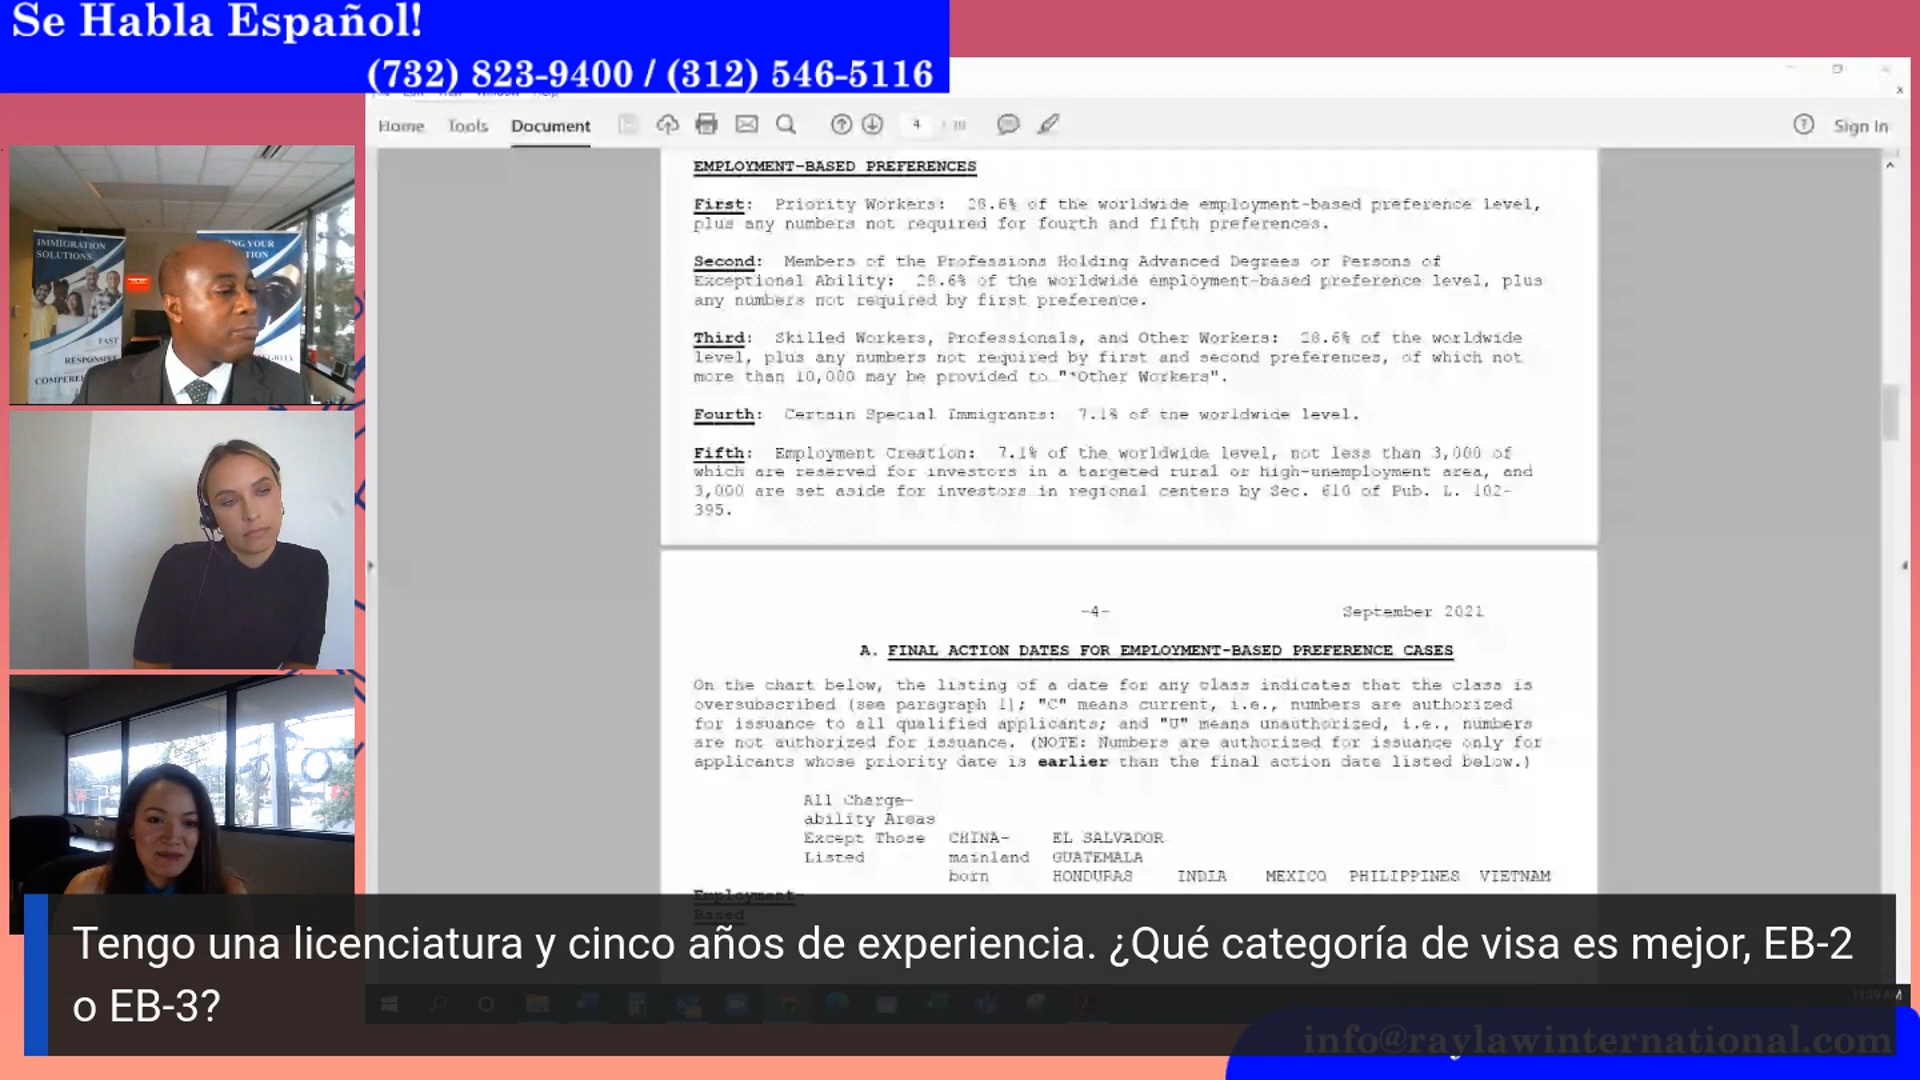 Se Habla Español!
(732) 823-9400 / (312) 546-5116
Home Tools Document 4 Sign In
EMPLOYMENT-BASED PREFERENCES
First: Priority Workers: 28.6% of the worldwide employment-based preference level,
plus any numbers not required for fourth and fifth preferences.
Second: Members of the Professions Holding Advanced Degrees or Persons of
Exceptional Ability: 28.6% of the worldwide employment-based preference level, plus
any numbers not required by first preference.
Third: Skilled Workers, Professionals, and Other Workers: 28.6% of the worldwide
level, plus any numbers not required by first and second preferences, of which not
more than 10,000 may be provided to "*Other Workers".
Fourth: Certain Special Immigrants: 7.1% of the worldwide level.
Fifth: Employment Creation: 7.1% of the worldwide level, not less than 3,000 of
which are reserved for investors in a targeted rural or high-unemployment area, and
3,000 are set aside for investors in regional centers by Sec. 610 of Pub. L. 102-
395.
-4- September 2021
A. FINAL ACTION DATES FOR EMPLOYMENT-BASED PREFERENCE CASES
On the chart below, the listing of a date for any class indicates that the class is
oversubscribed (see paragraph 1); "C" means current, i.e., numbers are authorized
for issuance to all qualified applicants; and "U" means unauthorized, i.e., numbers
are not authorized for issuance. (NOTE: Numbers are authorized for issuance only for
applicants whose priority date is earlier than the final action date listed below.)
All Charge-
ability Areas
Except Those CHINA- EL SALVADOR
Listed mainland GUATEMALA
born HONDURAS INDIA MEXICO PHILIPPINES VIETNAM
Employment-
Based
IMMIGRATION
SOLUTIONS
FAST
RESPONSIVE
Tengo una licenciatura y cinco años de experiencia. ¿Qué categoría de visa es mejor, EB-2
o EB-3?
info@raylawinternational.com